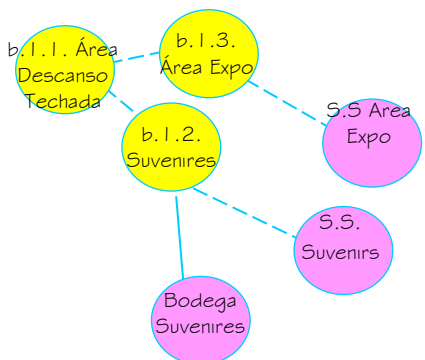 b.1.1. Área
Descanso
Techada
b.1.3.
Área Expo
b.1.2.
Suvenires
S.S Area
Expo
S.S.
Suvenirs
Bodega
Suvenires